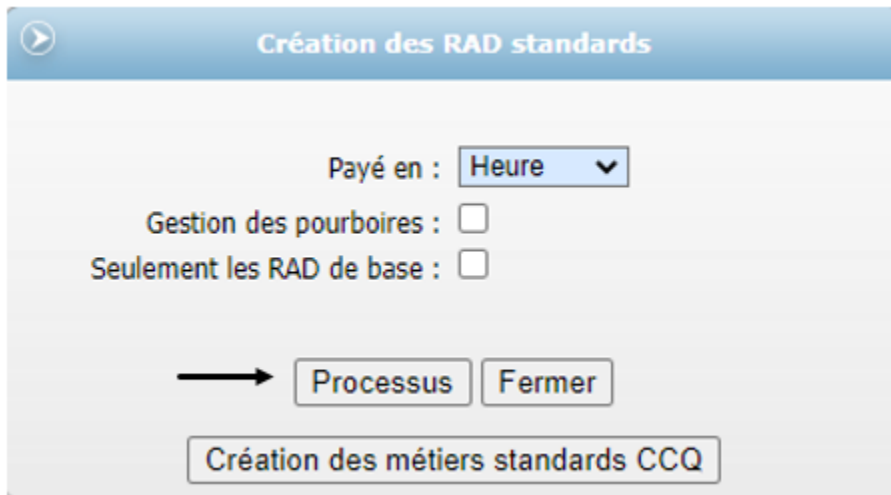 Création des RAD standards
Payé en : Heure
Gestion des pourboires :
Seulement les RAD de base :
Processus Fermer
Création des métiers standards CCQ